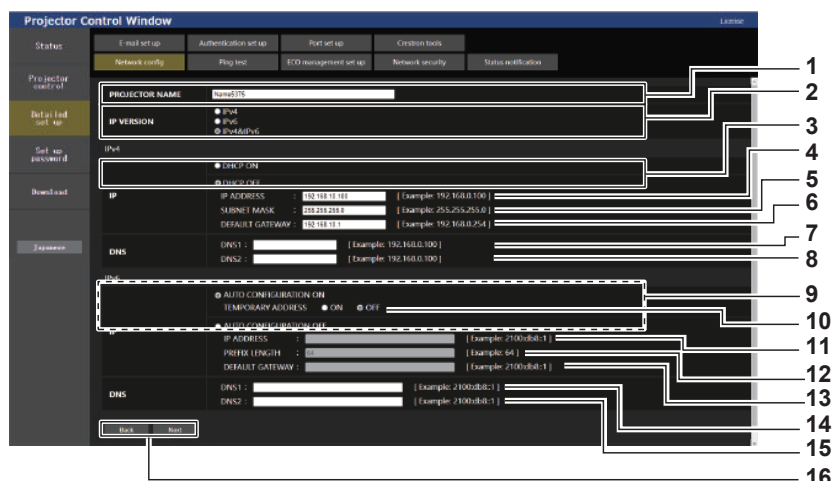 Projector Control Window License
Status E-mail set up Authentication set up Port set up Crestron tools
Network config Ping test ECO management set up Network security Status notification
1
Projector
control
PROJECTOR NAME Name5375
2
Detailed
set up
IP VERSION
IPv4
IPv6
IPv4&IPv6
3
Set up
password
IPv4
4
DHCP ON
5
Download
DHCP OFF
IP
IP ADDRESS : 192.168.10.100 [ Example: 192.168.0.100 ]
SUBNET MASK : 255.255.255.0 [ Example: 255.255.255.0 ]
6
DEFAULT GATEWAY : 192.168.10.1 [ Example: 192.168.0.254 ]
7
Japanese
DNS
DNS1 : [ Example: 192.168.0.100 ]
8
DNS2 : [ Example: 192.168.0.100 ]
IPv6
9
AUTO CONFIGURATION ON
TEMPORARY ADDRESS ON OFF
10
AUTO CONFIGURATION OFF
IP
11
IP ADDRESS : [ Example: 2100:db8::1 ]
12
PREFIX LENGTH : 64 [ Example: 64 ]
13
DEFAULT GATEWAY : [ Example: 2100:db8::1 ]
DNS
DNS1 : [ Example: 2100:db8::1 ]
14
DNS2 : [ Example: 2100:db8::1 ]
15
Back Next
16